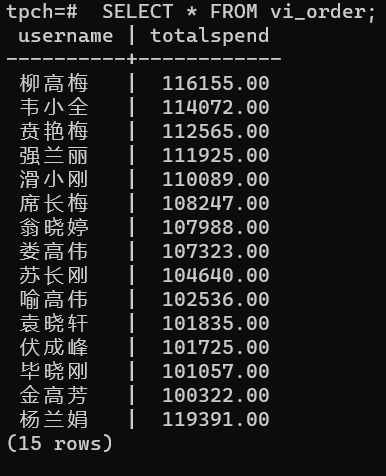 tpch=#  SELECT * FROM vi_order;
 username | totalspend
----------+------------
 柳高梅   |  116155.00
 韦小全   |  114072.00
 贲艳梅   |  112565.00
 强兰丽   |  111925.00
 滑小刚   |  110089.00
 席长梅   |  108247.00
 翁晓婷   |  107988.00
 娄高伟   |  107323.00
 苏长刚   |  104640.00
 喻高伟   |  102536.00
 袁晓轩   |  101835.00
 伏成峰   |  101725.00
 毕晓刚   |  101057.00
 金高芳   |  100322.00
 杨兰娟   |  119391.00
(15 rows)